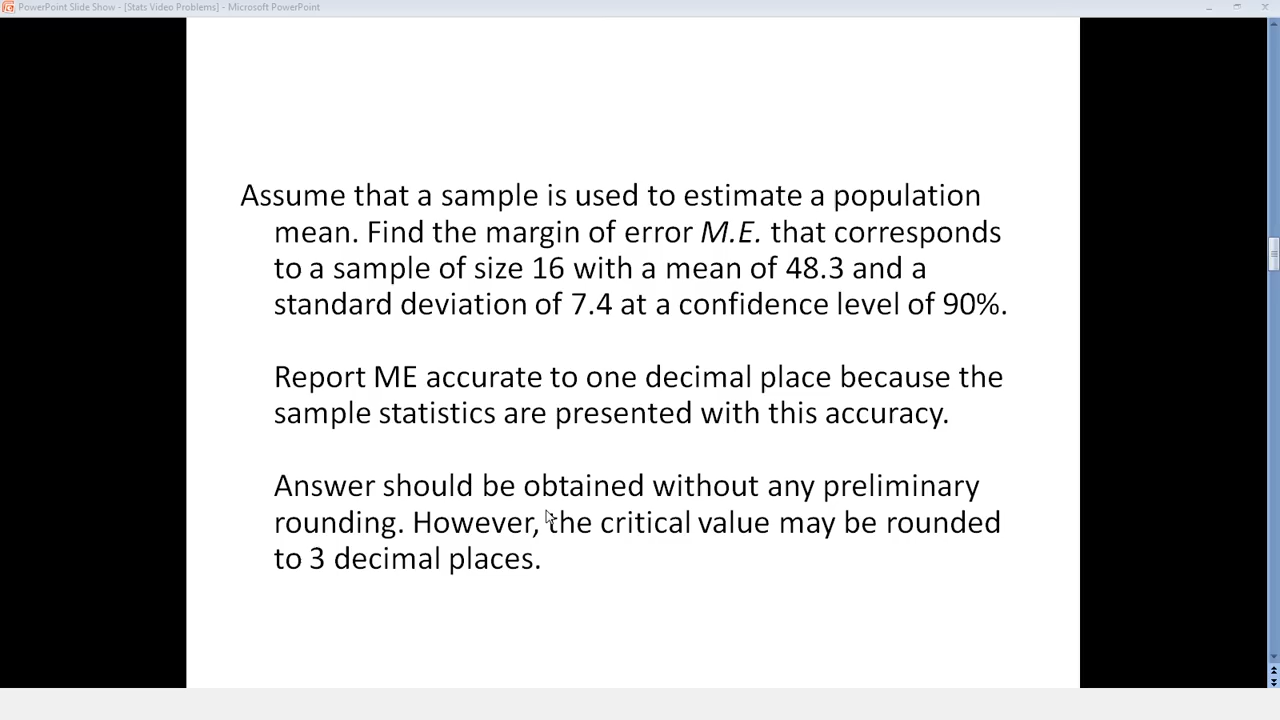 PowerPoint Slide Show - [Stats Video Problems] - Microsoft PowerPoint
Assume that a sample is used to estimate a population
mean. Find the margin of error M.E. that corresponds
to a sample of size 16 with a mean of 48.3 and a
standard deviation of 7.4 at a confidence level of 90%.
Report ME accurate to one decimal place because the
sample statistics are presented with this accuracy.
Answer should be obtained without any preliminary
rounding. However, the critical value may be rounded
to 3 decimal places.